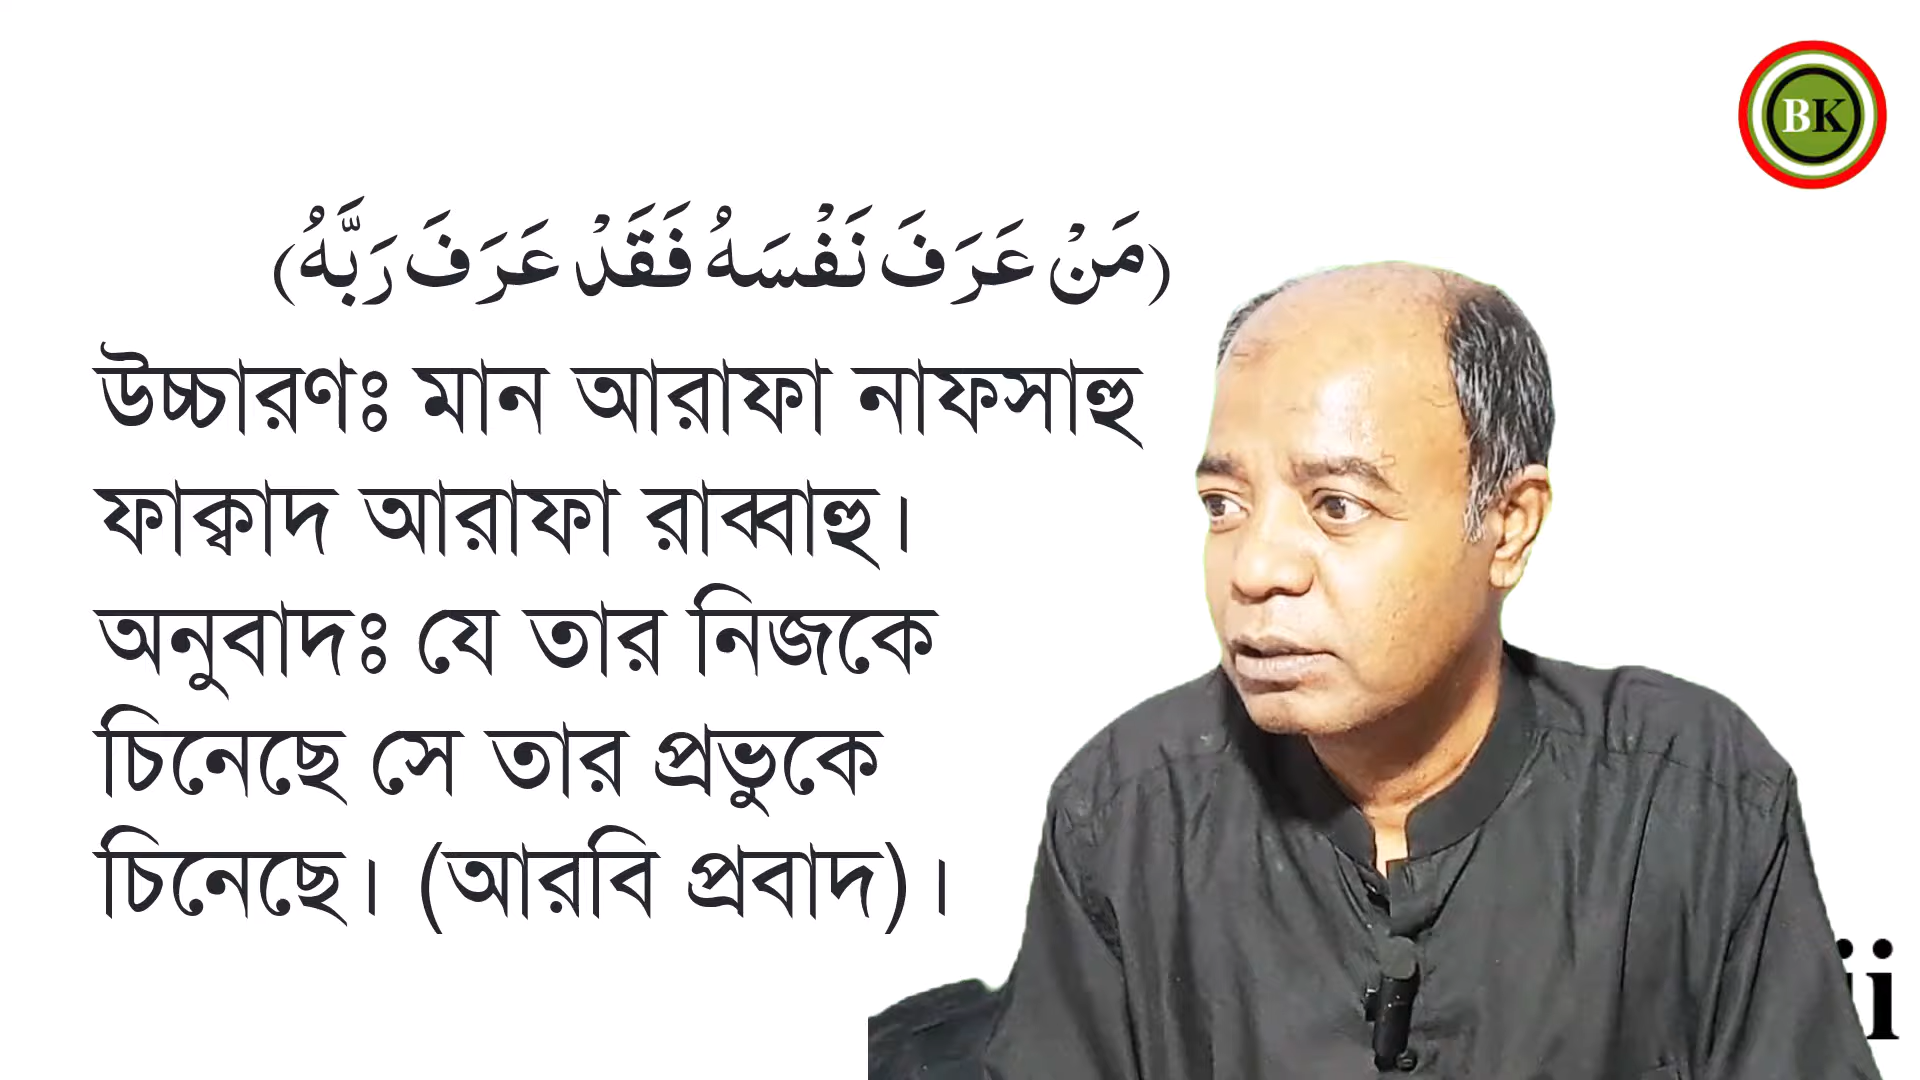 BK
(مَنْ عَرَفَ نَفْسَهُ فَقَدْ عَرَفَ رَبَّهُ)
উচ্চারণঃ মান আরাফা নাফসাহু
ফাক্বাদ আরাফা রাব্বাহু।
অনুবাদঃ যে তার নিজকে
চিনেছে সে তার প্রভুকে
চিনেছে। (আরবি প্রবাদ)।